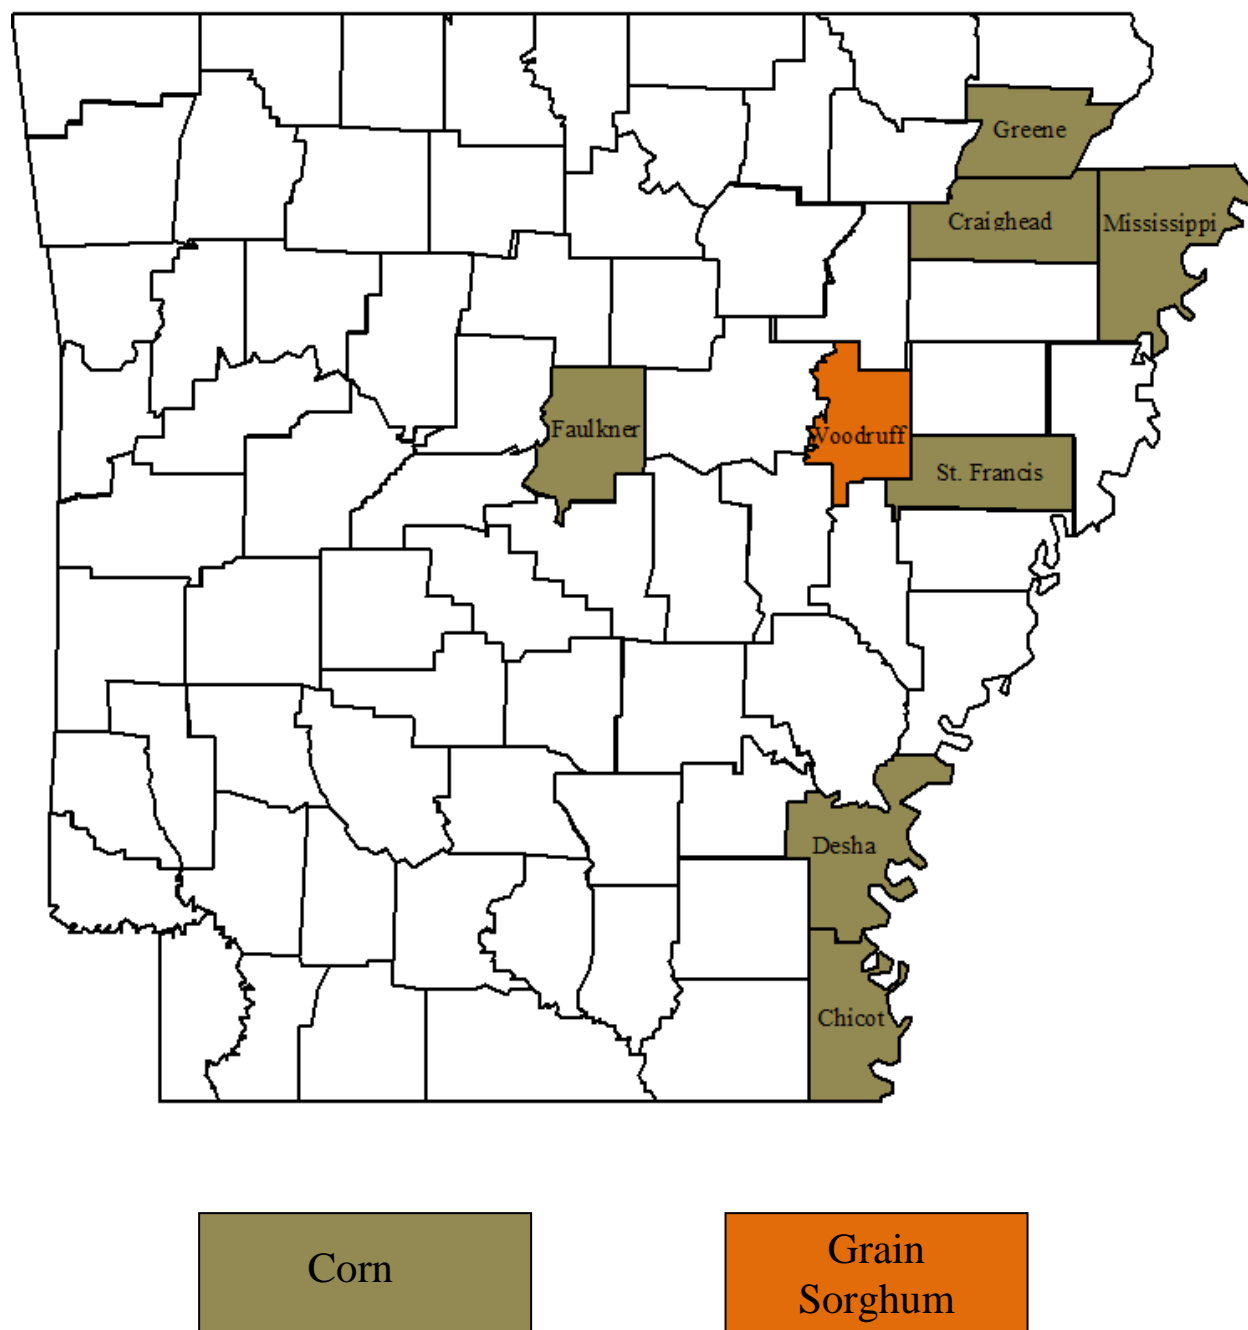 Greene
Craighead
Mississippi
Faulkner
Woodruff
St. Francis
Desha
Chicot
Corn
Grain
Sorghum